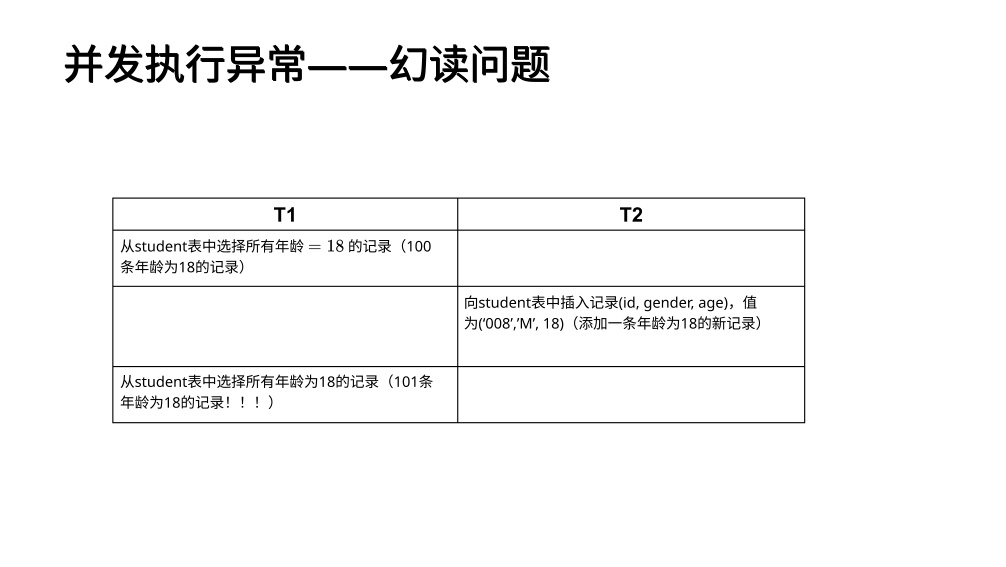 并发执行异常——幻读问题
T1
T2
从student表中选择所有年龄 = 18 的记录（100
条年龄为18的记录）
向student表中插入记录(id, gender, age)，值
为(‘008’,’M’, 18)（添加一条年龄为18的新记录）
从student表中选择所有年龄为18的记录（101条
年龄为18的记录！！！）